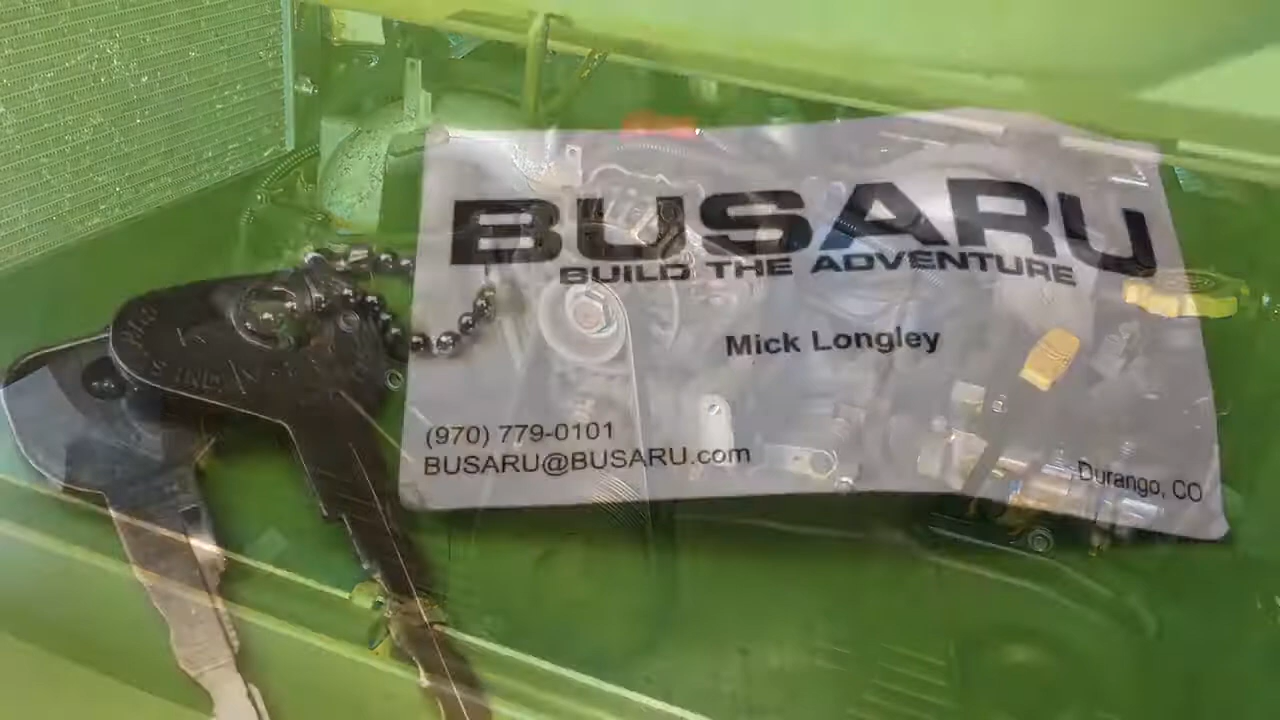 BUSARU
BUILD THE ADVENTURE
Mick Longley
(970) 779-0101
BUSARU@BUSARU.com
Durango, CO